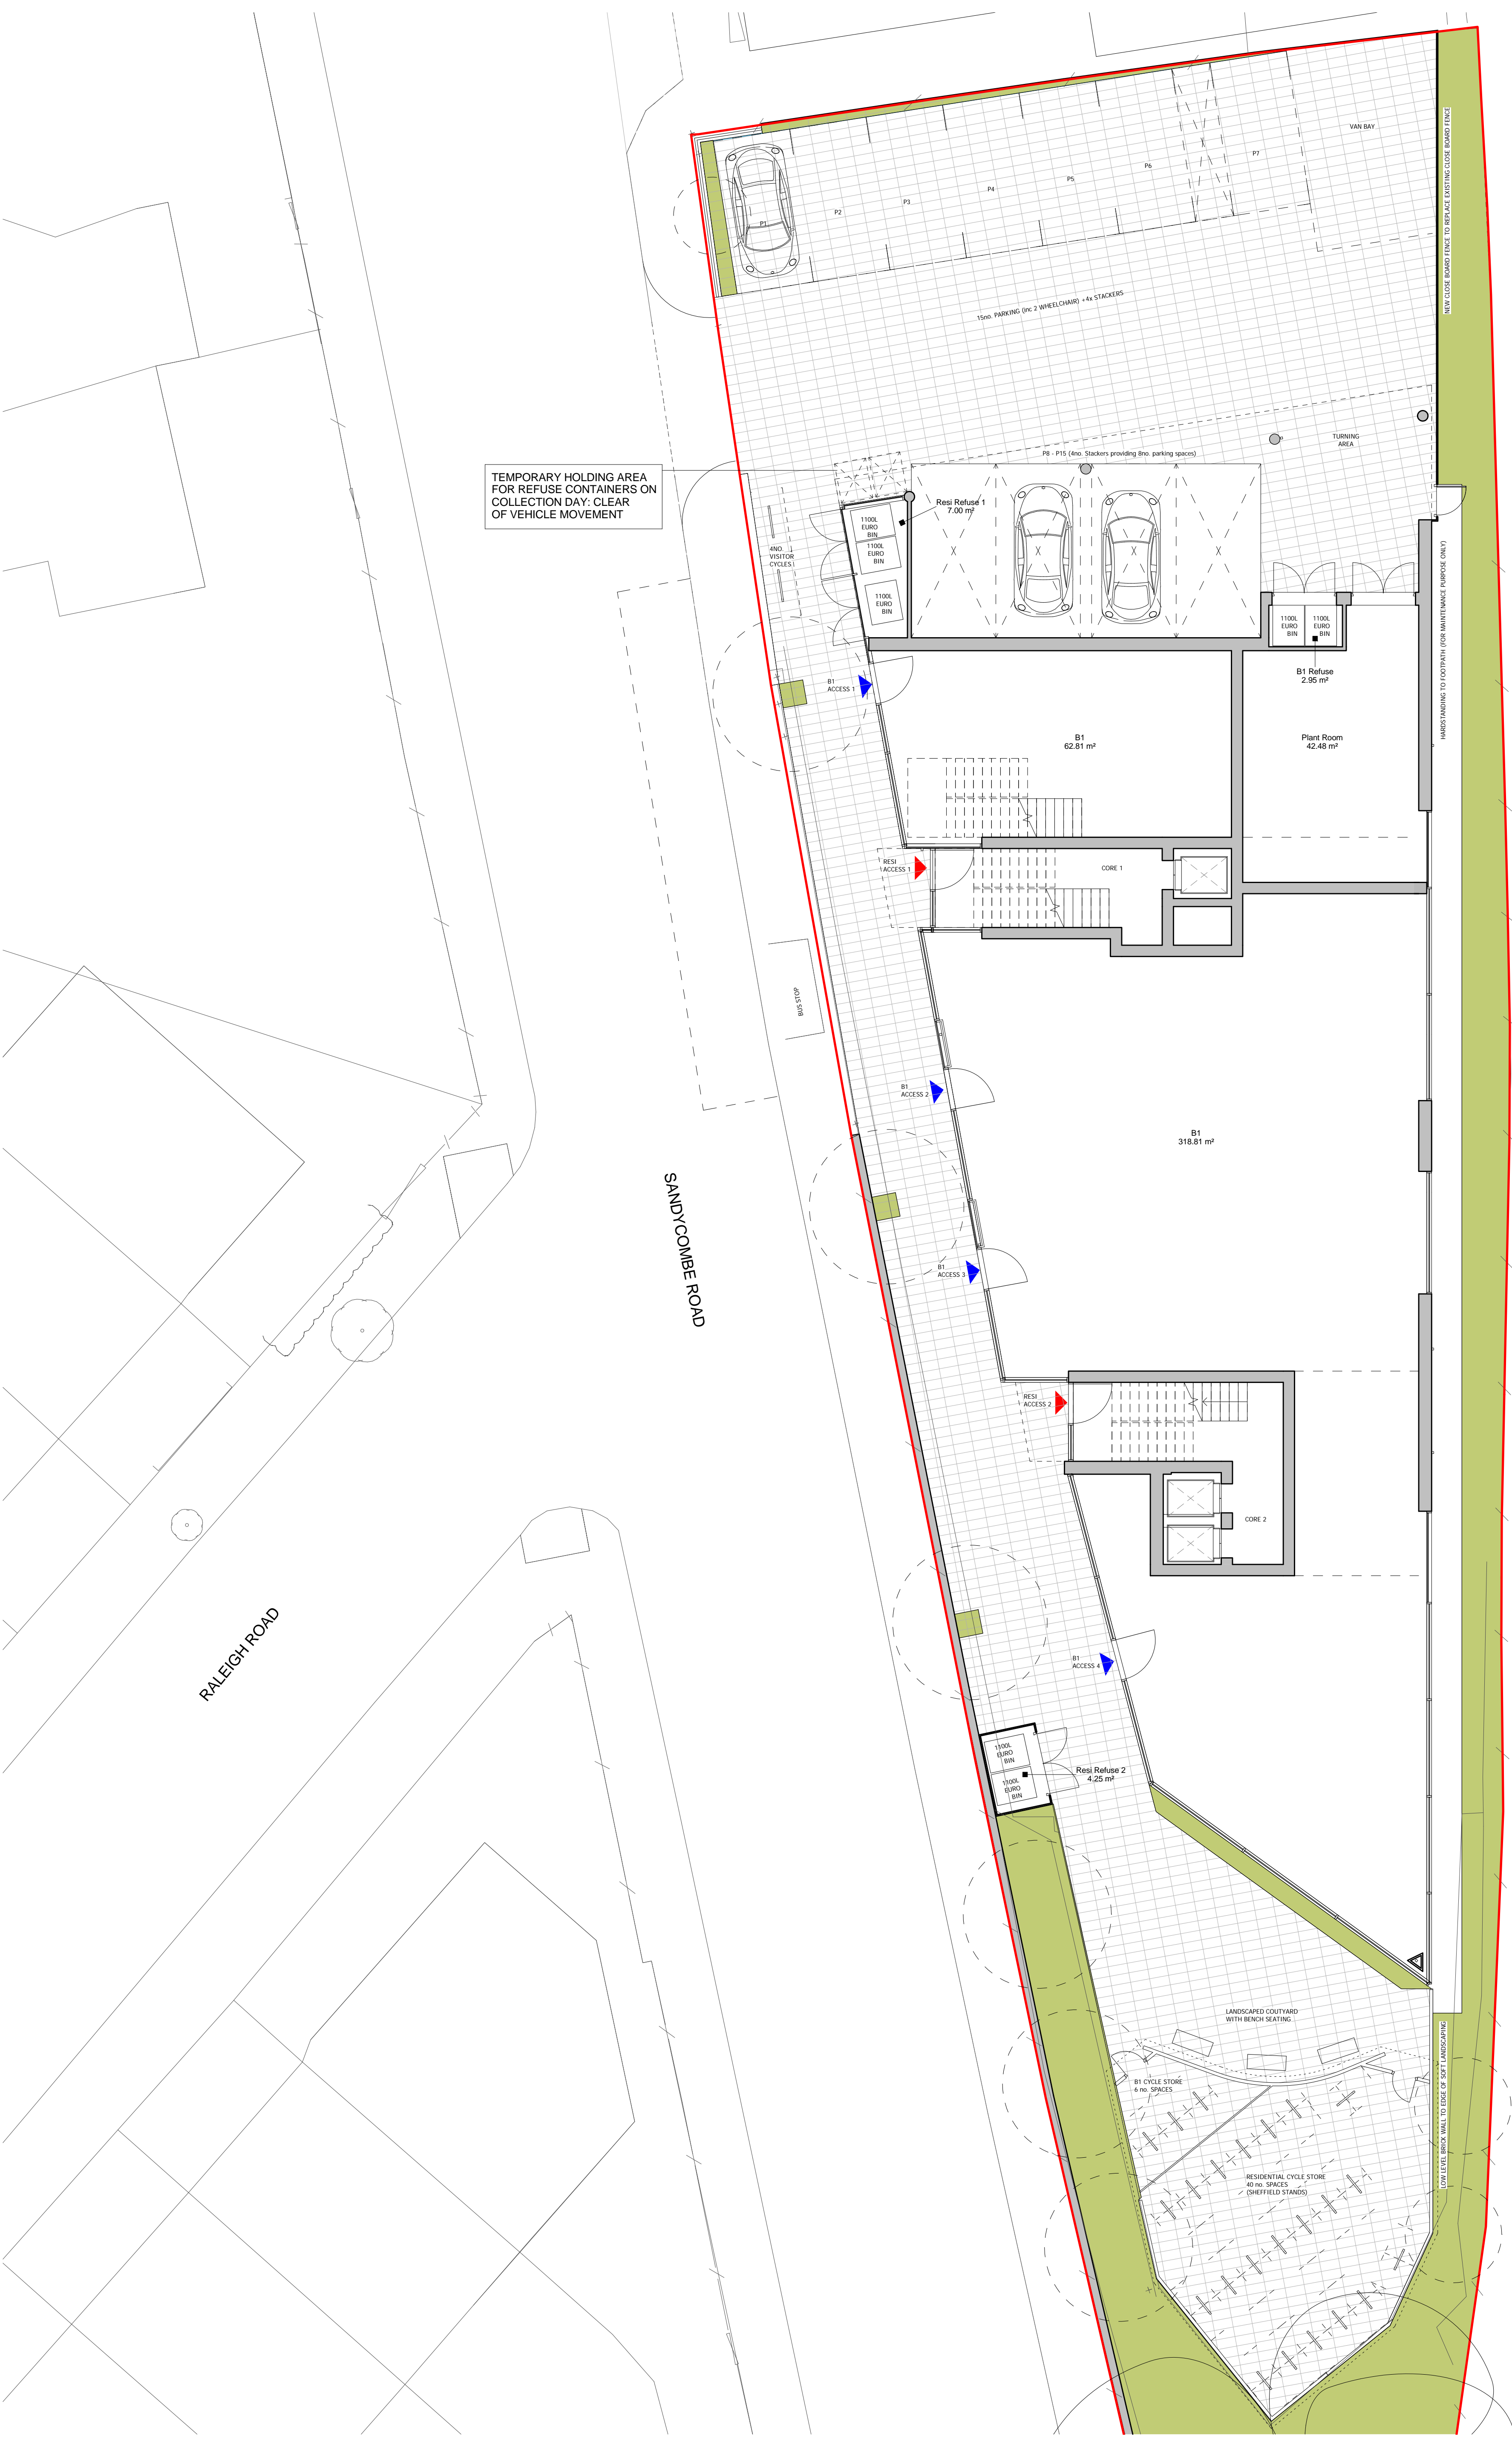 VAN BAY
P7
P6
P5
P4
P3
P2
P1
NEW CLOSE BOARD FENCE TO REPLACE EXISTING CLOSE BOARD FENCE
15no. PARKING (inc 2 WHEELCHAIR) +4x STACKERS
TURNING
AREA
P8 - P15 (4no. Stackers providing 8no. parking spaces)
TEMPORARY HOLDING AREA
FOR REFUSE CONTAINERS ON
COLLECTION DAY: CLEAR
OF VEHICLE MOVEMENT
Resi Refuse 1
7.00 m²
1100L
EURO
BIN
1100L
EURO
BIN
1100L
EURO
BIN
4NO.
VISITOR
CYCLES
1100L
EURO
BIN
1100L
EURO
BIN
B1 Refuse
2.95 m²
HARDSTANDING TO FOOTPATH (FOR MAINTENANCE PURPOSE ONLY)
B1
ACCESS 1
B1
62.81 m²
Plant Room
42.48 m²
RESI
ACCESS 1
CORE 1
BUS STOP
B1
ACCESS 2
B1
318.81 m²
SANDYCOMBE ROAD
B1
ACCESS 3
RESI
ACCESS 2
CORE 2
RALEIGH ROAD
B1
ACCESS 4
1100L
EURO
BIN
1100L
EURO
BIN
Resi Refuse 2
4.25 m²
LANDSCAPED COUTYARD
WITH BENCH SEATING
B1 CYCLE STORE
6 no. SPACES
RESIDENTIAL CYCLE STORE
40 no. SPACES
(SHEFFIELD STANDS)
LOW LEVEL BRICK WALL TO EDGE OF SOFT LANDSCAPING